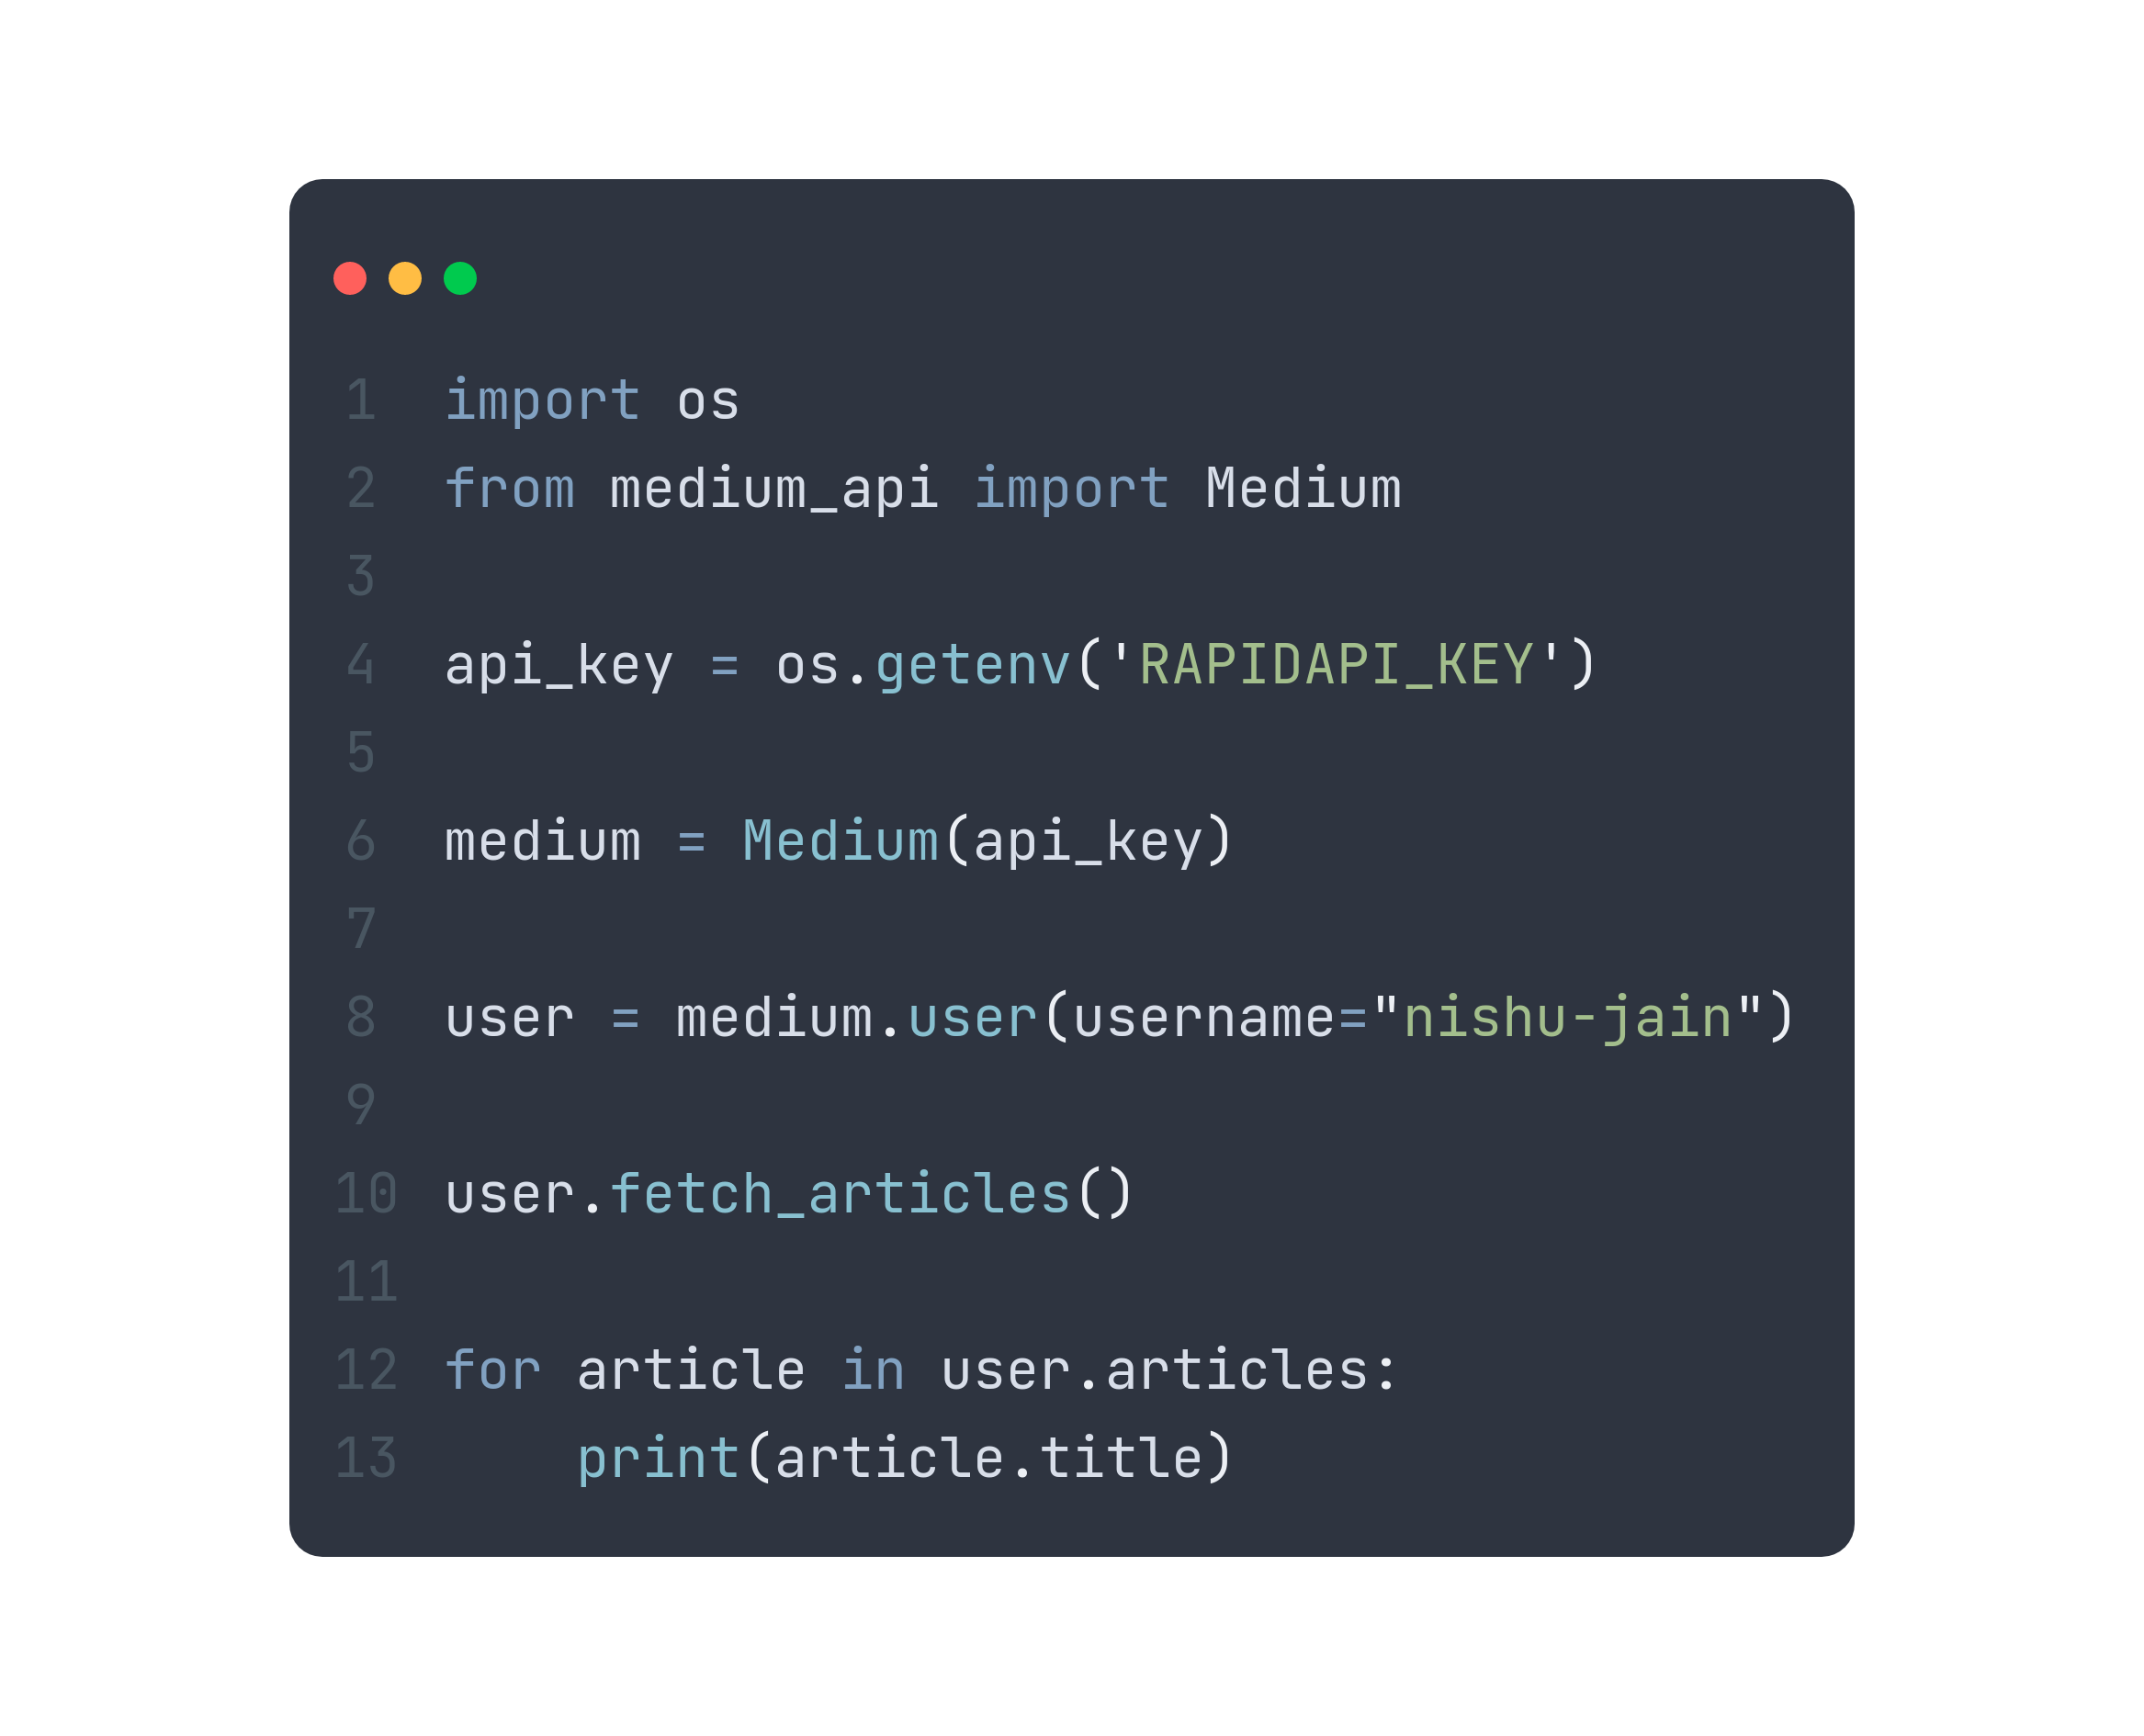 1 import os
2 from medium_api import Medium
3
4 api_key = os.getenv('RAPIDAPI_KEY')
5
6 medium = Medium(api_key)
7
8 user = medium.user(username="nishu-jain")
9
10 user.fetch_articles()
11
12 for article in user.articles:
13     print(article.title)